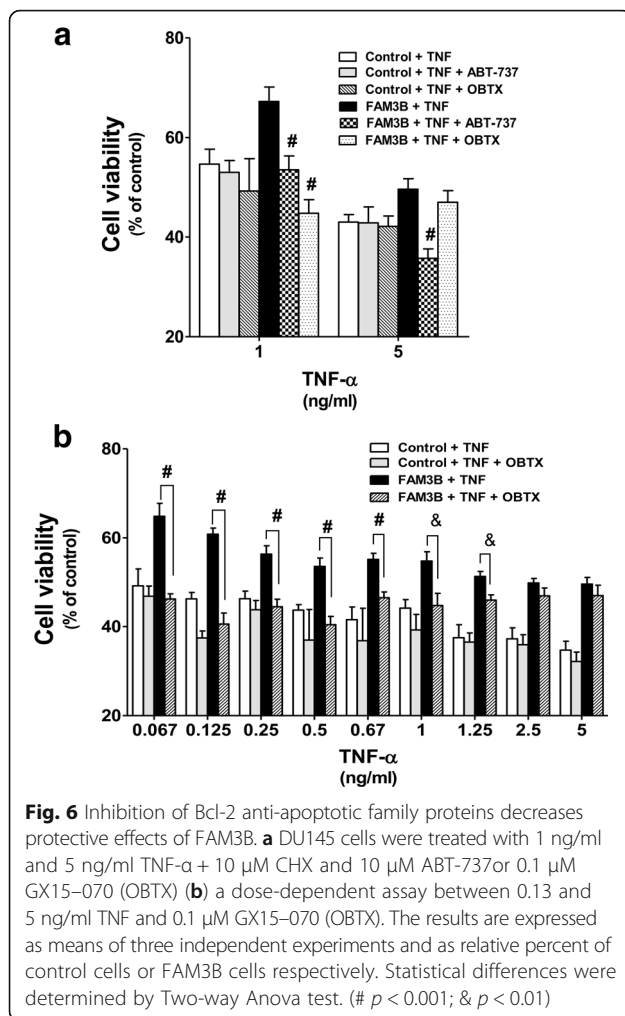 a
80
60
40
20
Cell viability
(% of control)
Control + TNF
Control + TNF + ABT-737
Control + TNF + OBTX
FAM3B + TNF
FAM3B + TNF + ABT-737
FAM3B + TNF + OBTX
# # #
1 5
TNF-α
(ng/ml)
b
80
60
40
20
Cell viability
(% of control)
Control + TNF
Control + TNF + OBTX
FAM3B + TNF
FAM3B + TNF + OBTX
# # # # # & &
0.067 0.125 0.25 0.5 0.67 1 1.25 2.5 5
TNF-α
(ng/ml)
Fig. 6 Inhibition of Bcl-2 anti-apoptotic family proteins decreases
protective effects of FAM3B. a DU145 cells were treated with 1 ng/ml
and 5 ng/ml TNF-α + 10 μM CHX and 10 μM ABT-737or 0.1 μM
GX15–070 (OBTX) (b) a dose-dependent assay between 0.13 and
5 ng/ml TNF and 0.1 μM GX15–070 (OBTX). The results are expressed
as means of three independent experiments and as relative percent of
control cells or FAM3B cells respectively. Statistical differences were
determined by Two-way Anova test. (# p < 0.001; & p < 0.01)